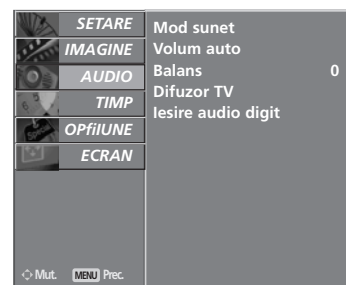 SETARE
IMAGINE
AUDIO
TIMP
OPfiIUNE
ECRAN
Mod sunet
Volum auto
Balans 0
Difuzor TV
Iesire audio digit
Mut. MENU Prec.